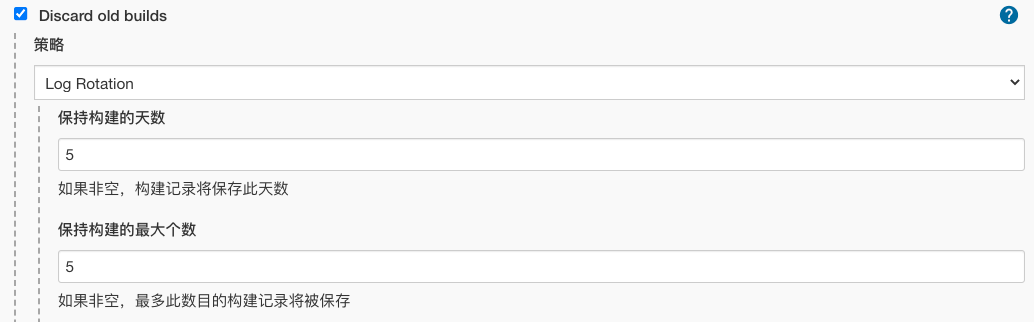 Discard old builds
?
策略
Log Rotation
保持构建的天数
5
如果非空，构建记录将保存此天数
保持构建的最大个数
5
如果非空，最多此数目的构建记录将被保存